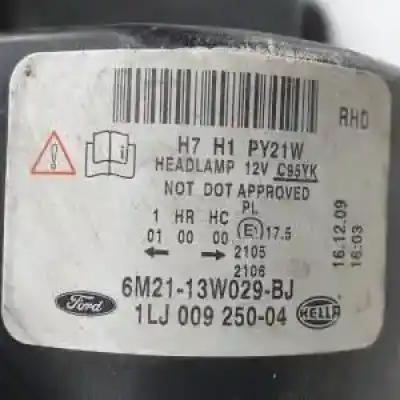 RHD
H7 H1 PY21W
HEADLAMP 12V C95YK
NOT DOT APPROVED
1 HR HC PL
01 00 00 E1 17.5
2105
2106
16.12.09
16:03
6M21-13W029-BJ
Ford 1LJ 009 250-04 HELLA